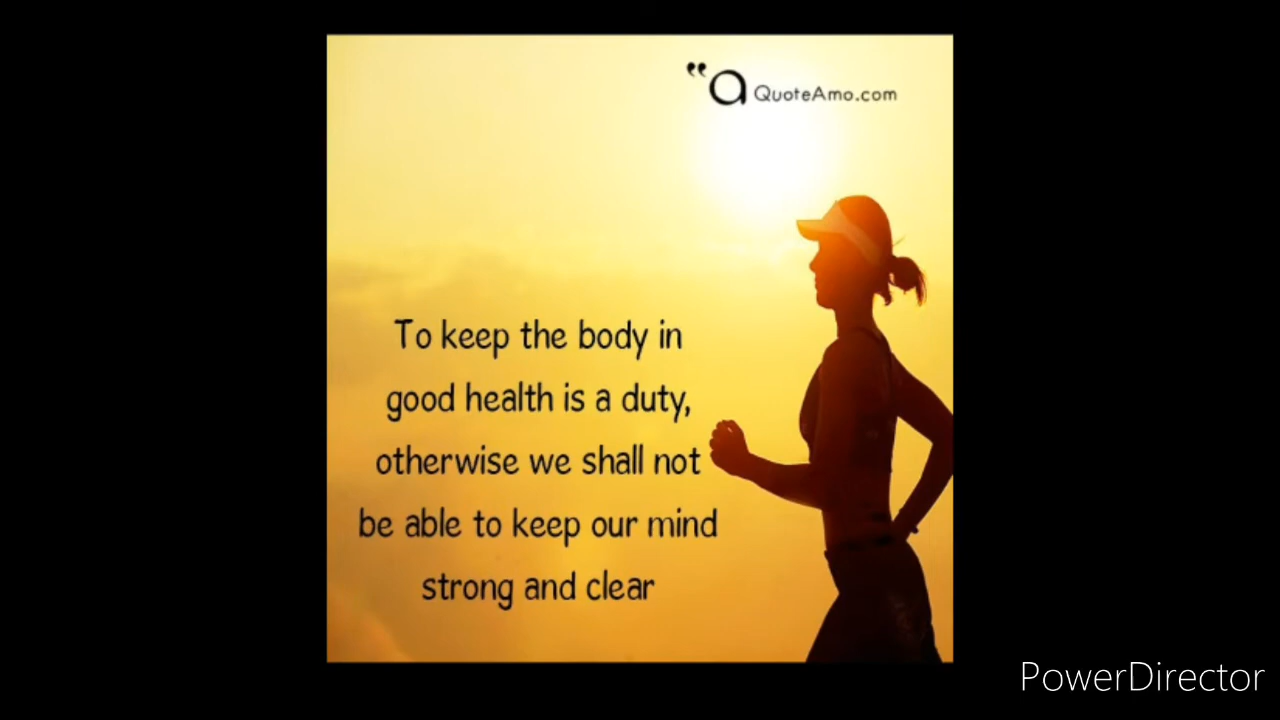 QuoteAmo.com
To keep the body in
good health is a duty,
otherwise we shall not
be able to keep our mind
strong and clear
PowerDirector